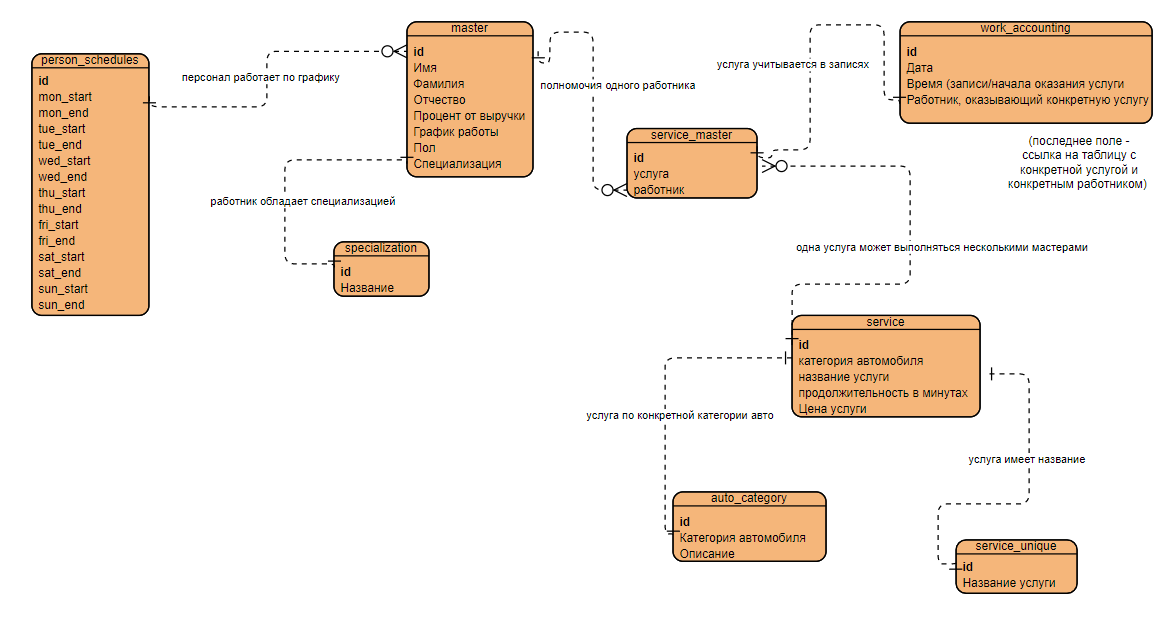 person_schedules
id
mon_start
mon_end
tue_start
tue_end
wed_start
wed_end
thu_start
thu_end
fri_start
fri_end
sat_start
sat_end
sun_start
sun_end
персонал работает по графику
master
id
Имя
Фамилия
Отчество
Процент от выручки
График работы
Пол
Специализация
работник обладает специализацией
specialization
id
Название
полномочия одного работника
service_master
id
услуга
работник
услуга учитывается в записях
work_accounting
id
Дата
Время (записи/начала оказания услуги
Работник, оказывающий конкретную услугу
(последнее поле -
ссылка на таблицу с
конкретной услугой и
конкретным работником)
одна услуга может выполняться несколькими мастерами
service
id
категория автомобиля
название услуги
продолжительность в минутах
Цена услуги
услуга по конкретной категории авто
auto_category
id
Категория автомобиля
Описание
услуга имеет название
service_unique
id
Название услуги